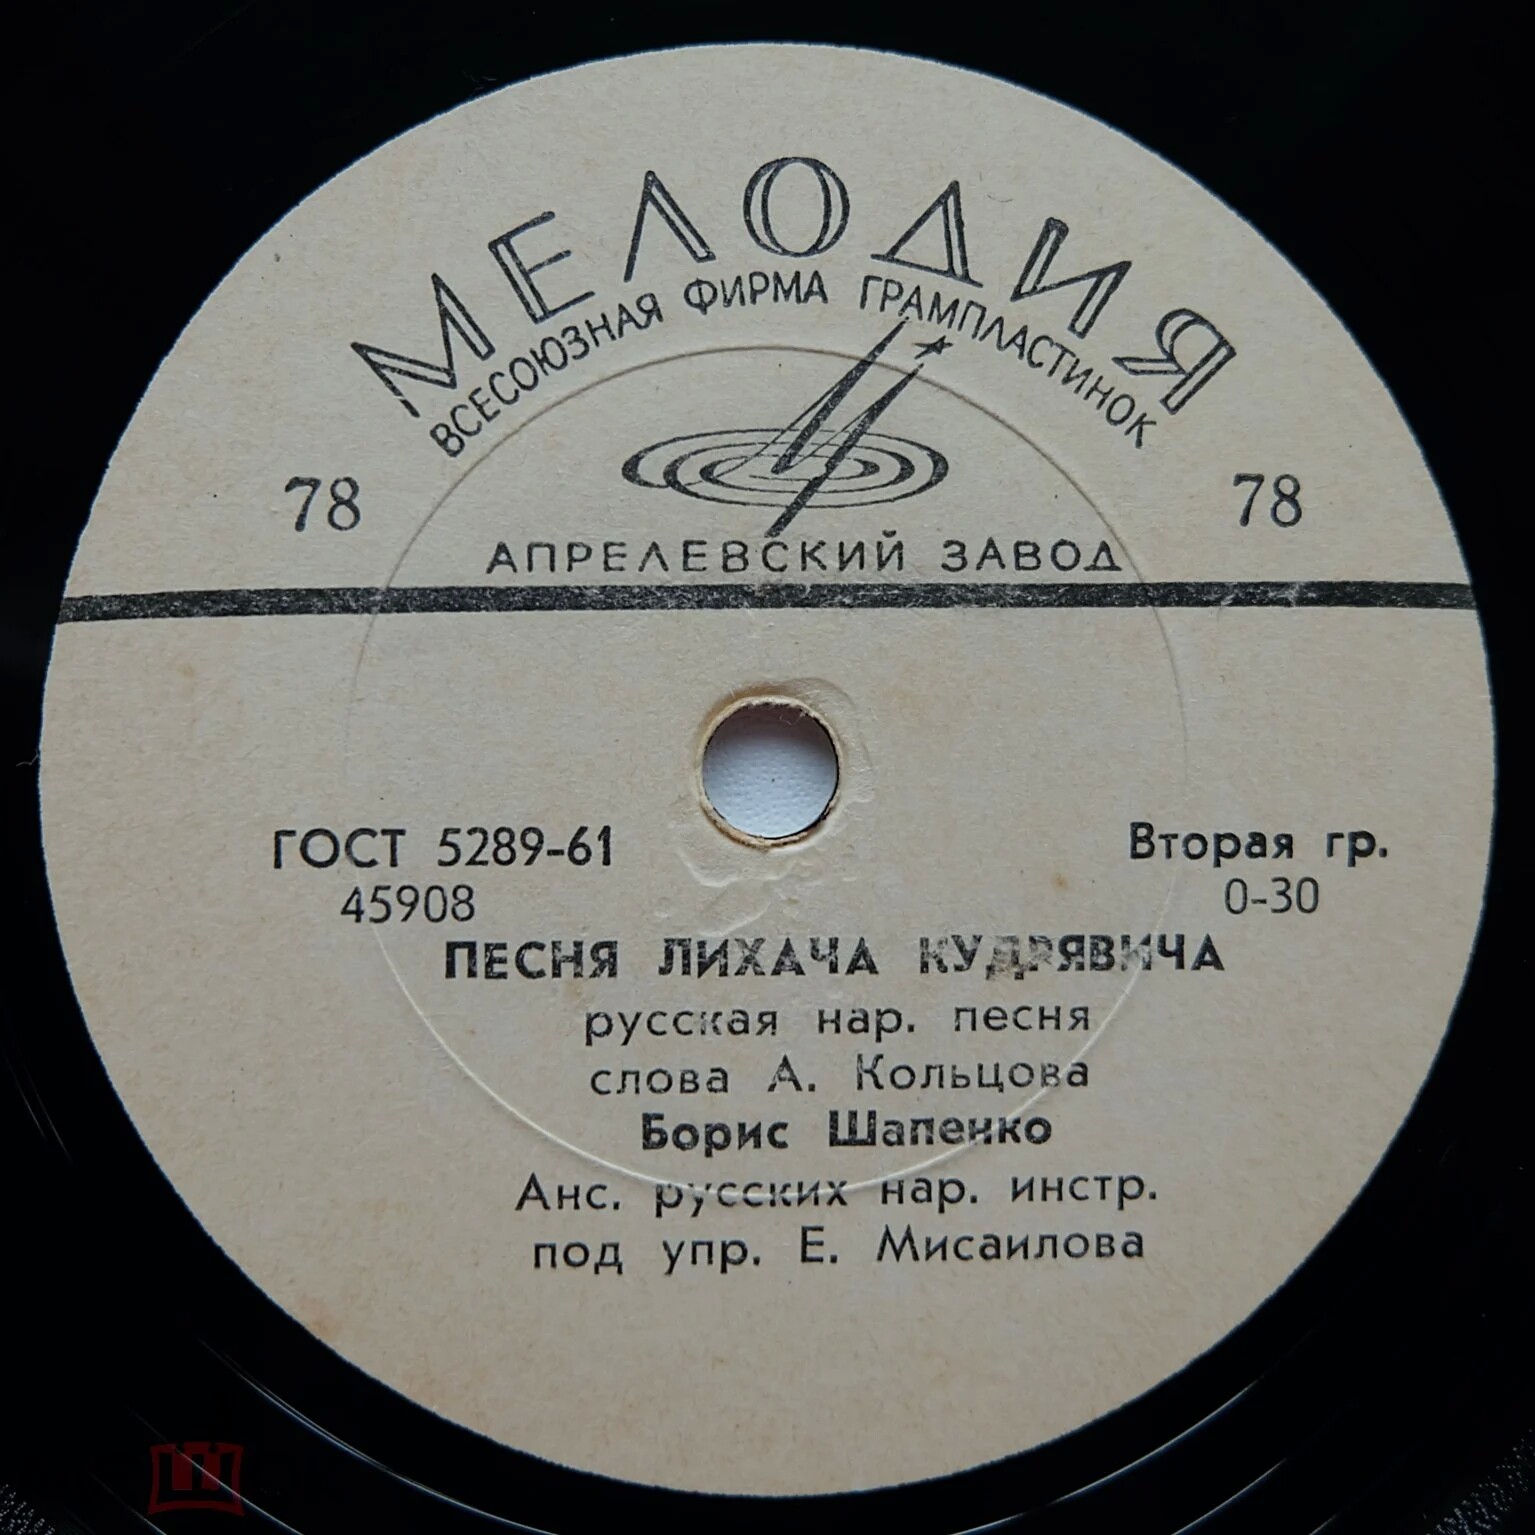 МЕЛОДИЯ
ВСЕСОЮЗНАЯ ФИРМА ГРАМПЛАСТИНОК
78 78
АПРЕЛЕВСКИЙ ЗАВОД
ГОСТ 5289-61 Вторая гр.
45908 0-30
ПЕСНЯ ЛИХАЧА КУДРЯВИЧА
русская нар. песня
слова А. Кольцова
Борис Шапенко
Анс. русских нар. инстр.
под упр. Е. Мисаилова